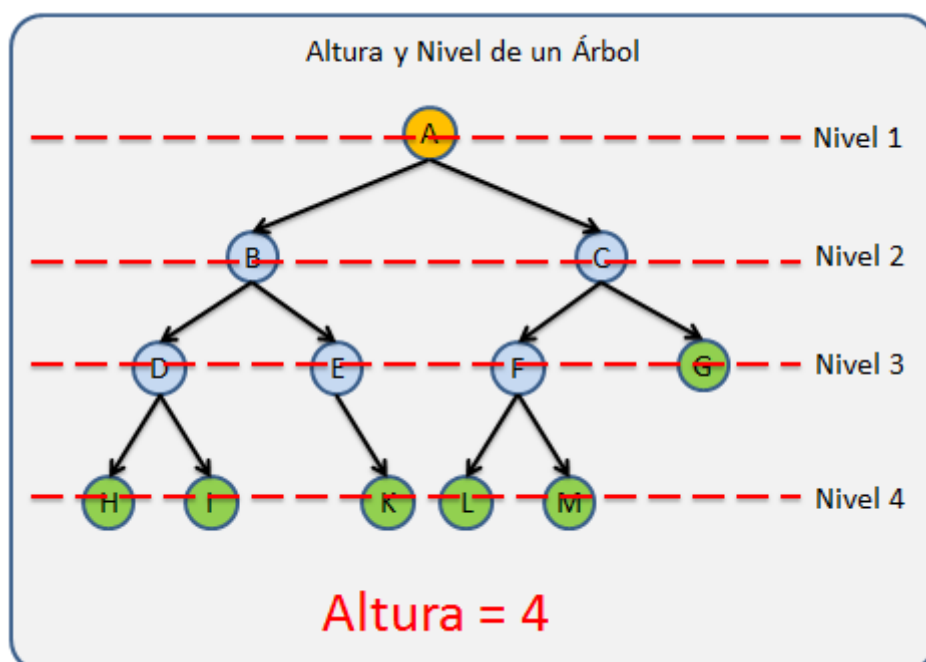 Altura y Nivel de un Árbol
A
Nivel 1
B C
Nivel 2
D E F G
Nivel 3
H I K L M
Nivel 4
Altura = 4